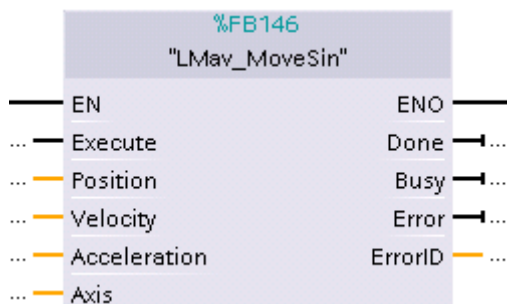 %FB146
"LMav_MoveSin"
EN ENO
... Execute Done ...
... Position Busy ...
... Velocity Error ...
... Acceleration ErrorID ...
... Axis